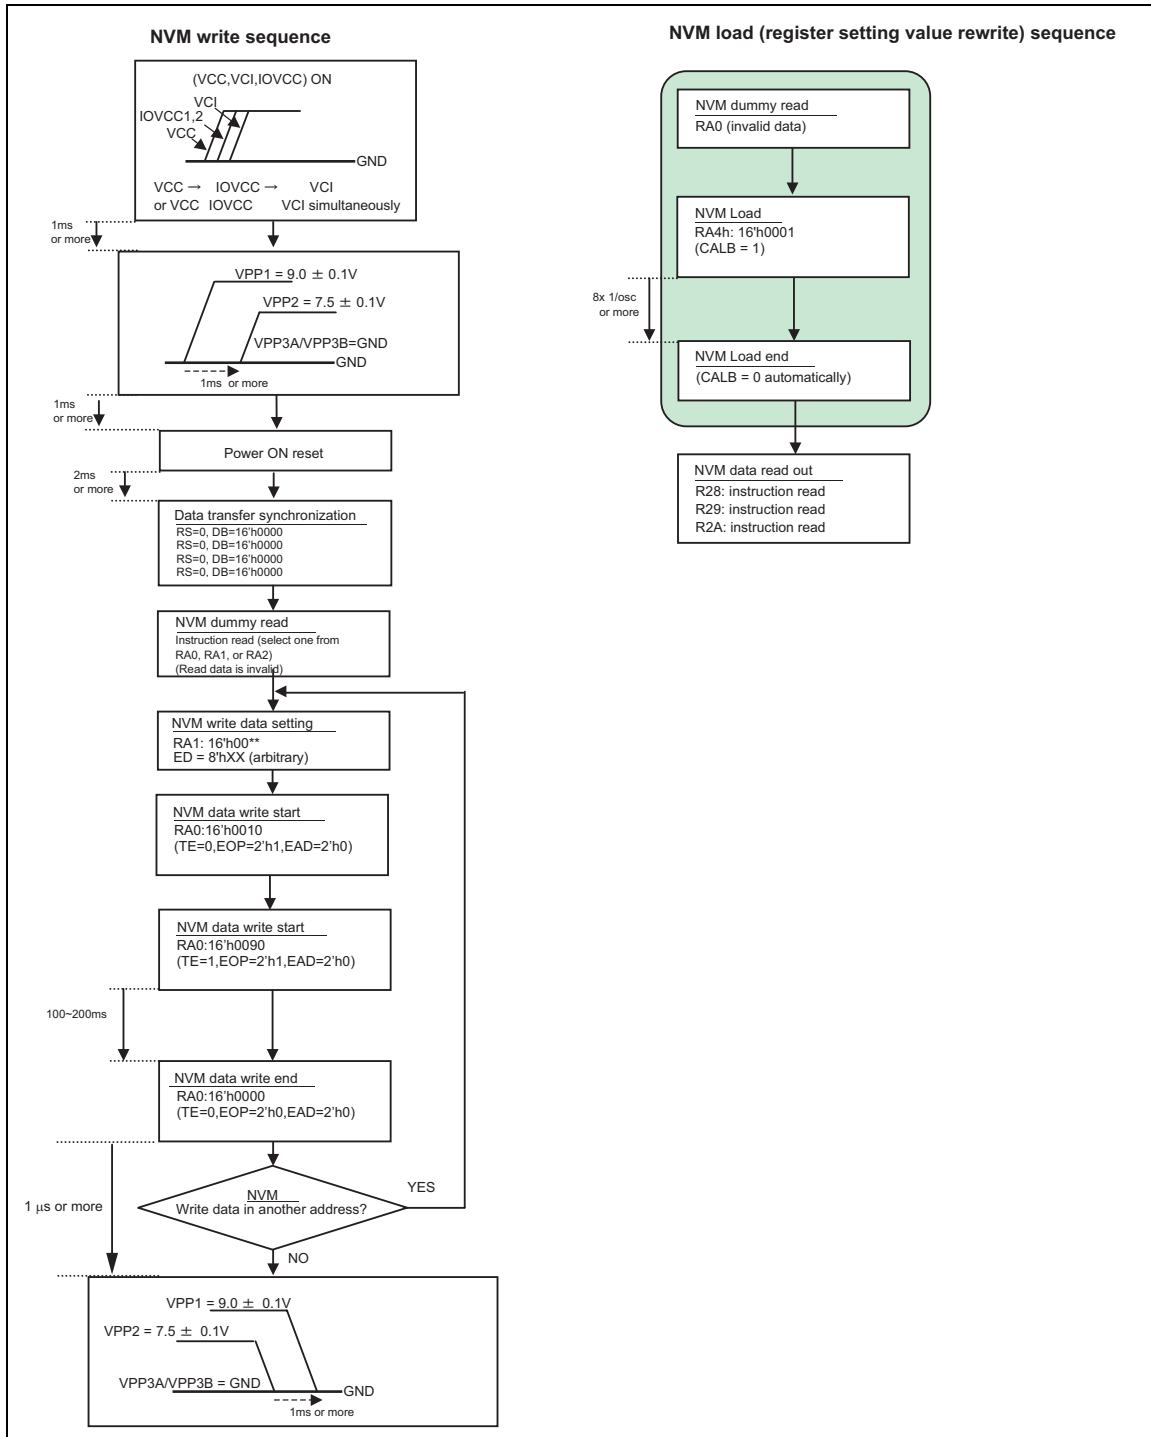 NVM write sequence
(VCC,VCI,IOVCC) ON
VCI
IOVCC1,2
VCC
GND
VCC → IOVCC → VCI
or VCC IOVCC VCI simultaneously
1ms
or more
VPP1 = 9.0 ± 0.1V
VPP2 = 7.5 ± 0.1V
VPP3A/VPP3B=GND
GND
1ms or more
1ms
or more
Power ON reset
2ms
or more
Data transfer synchronization
RS=0, DB=16'h0000
RS=0, DB=16'h0000
RS=0, DB=16'h0000
RS=0, DB=16'h0000
NVM dummy read
Instruction read (select one from
RA0, RA1, or RA2)
(Read data is invalid)
NVM write data setting
RA1: 16'h00**
ED = 8'hXX (arbitrary)
NVM data write start
RA0:16'h0010
(TE=0,EOP=2'h1,EAD=2'h0)
NVM data write start
RA0:16'h0090
(TE=1,EOP=2'h1,EAD=2'h0)
100~200ms
NVM data write end
RA0:16'h0000
(TE=0,EOP=2'h0,EAD=2'h0)
1 μs or more
NVM
Write data in another address?
YES
NO
VPP1 = 9.0 ± 0.1V
VPP2 = 7.5 ± 0.1V
VPP3A/VPP3B = GND
GND
1ms or more
NVM load (register setting value rewrite) sequence
NVM dummy read
RA0 (invalid data)
NVM Load
RA4h: 16'h0001
(CALB = 1)
8x 1/osc
or more
NVM Load end
(CALB = 0 automatically)
NVM data read out
R28: instruction read
R29: instruction read
R2A: instruction read